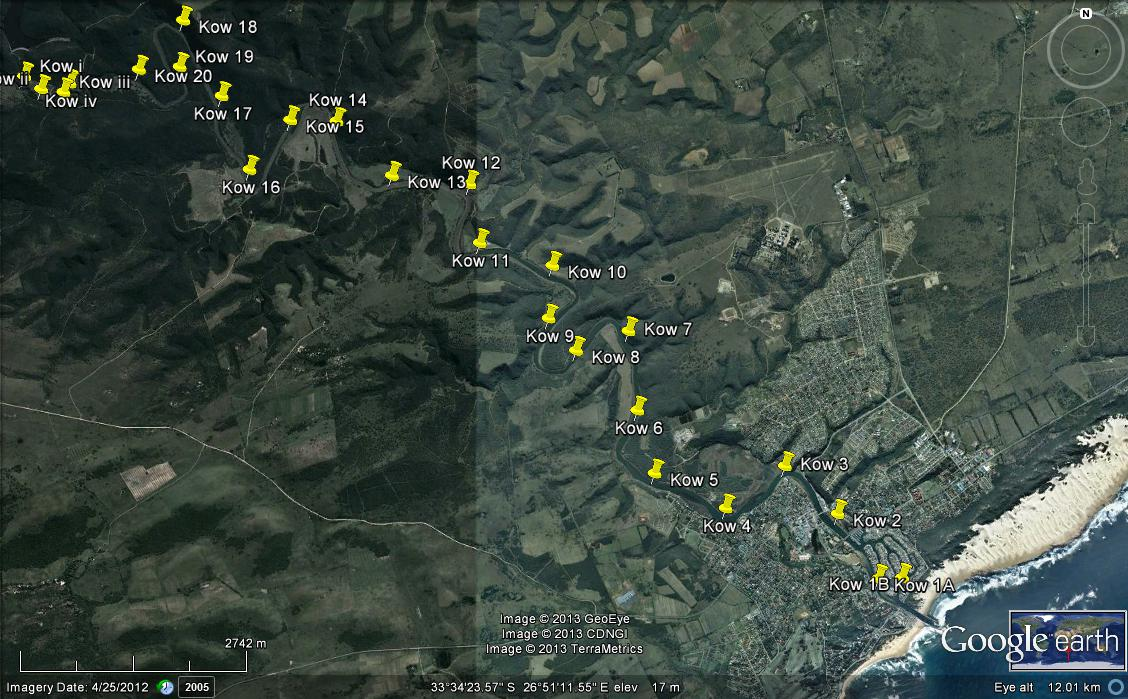 N
Kow 18
Kow 19
Kow i
Kow 20
ow ii
Kow iii
Kow iv
Kow 14
Kow 17
Kow 15
Kow 12
Kow 13
Kow 16
Kow 11
Kow 10
Kow 7
Kow 9
Kow 8
Kow 6
Kow 3
Kow 5
Kow 2
Kow 4
Kow 1B
Kow 1A
Image © 2013 GeoEye
Image © 2013 CDNGI
Image © 2013 TerraMetrics
2742 m
Google earth
Imagery Date: 4/25/2012
2005
33°34'23.57" S 26°51'11.55" E elev 17 m
Eye alt 12.01 km